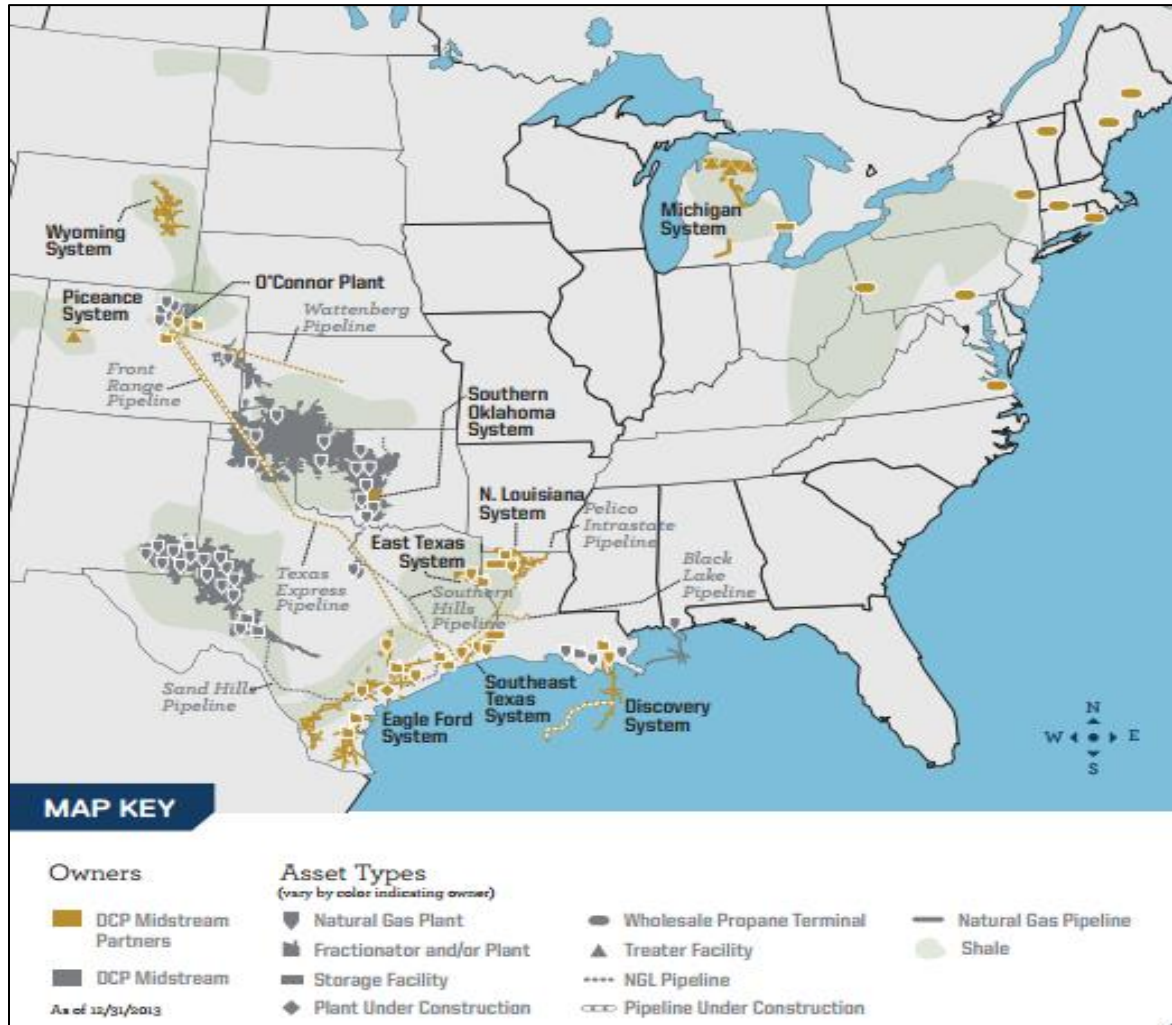 Wyoming
System
O'Connor Plant
Piceance
System
Wattenberg
Pipeline
Front
Range
Pipeline
Michigan
System
Southern
Oklahoma
System
N. Louisiana
System
Pelico
Intrastate
Pipeline
East Texas
System
Black
Lake
Pipeline
Texas
Express
Pipeline
Southern
Hills
Pipeline
Sand Hills
Pipeline
Southeast
Texas
System
Eagle Ford
System
Discovery
System
N
W E
S
MAP KEY
Owners
DCP Midstream
Partners
DCP Midstream
As of 12/31/2013
Asset Types
(vary by color indicating owner)
Natural Gas Plant
Fractionator and/or Plant
Storage Facility
Plant Under Construction
Wholesale Propane Terminal
Treater Facility
NGL Pipeline
Pipeline Under Construction
Natural Gas Pipeline
Shale